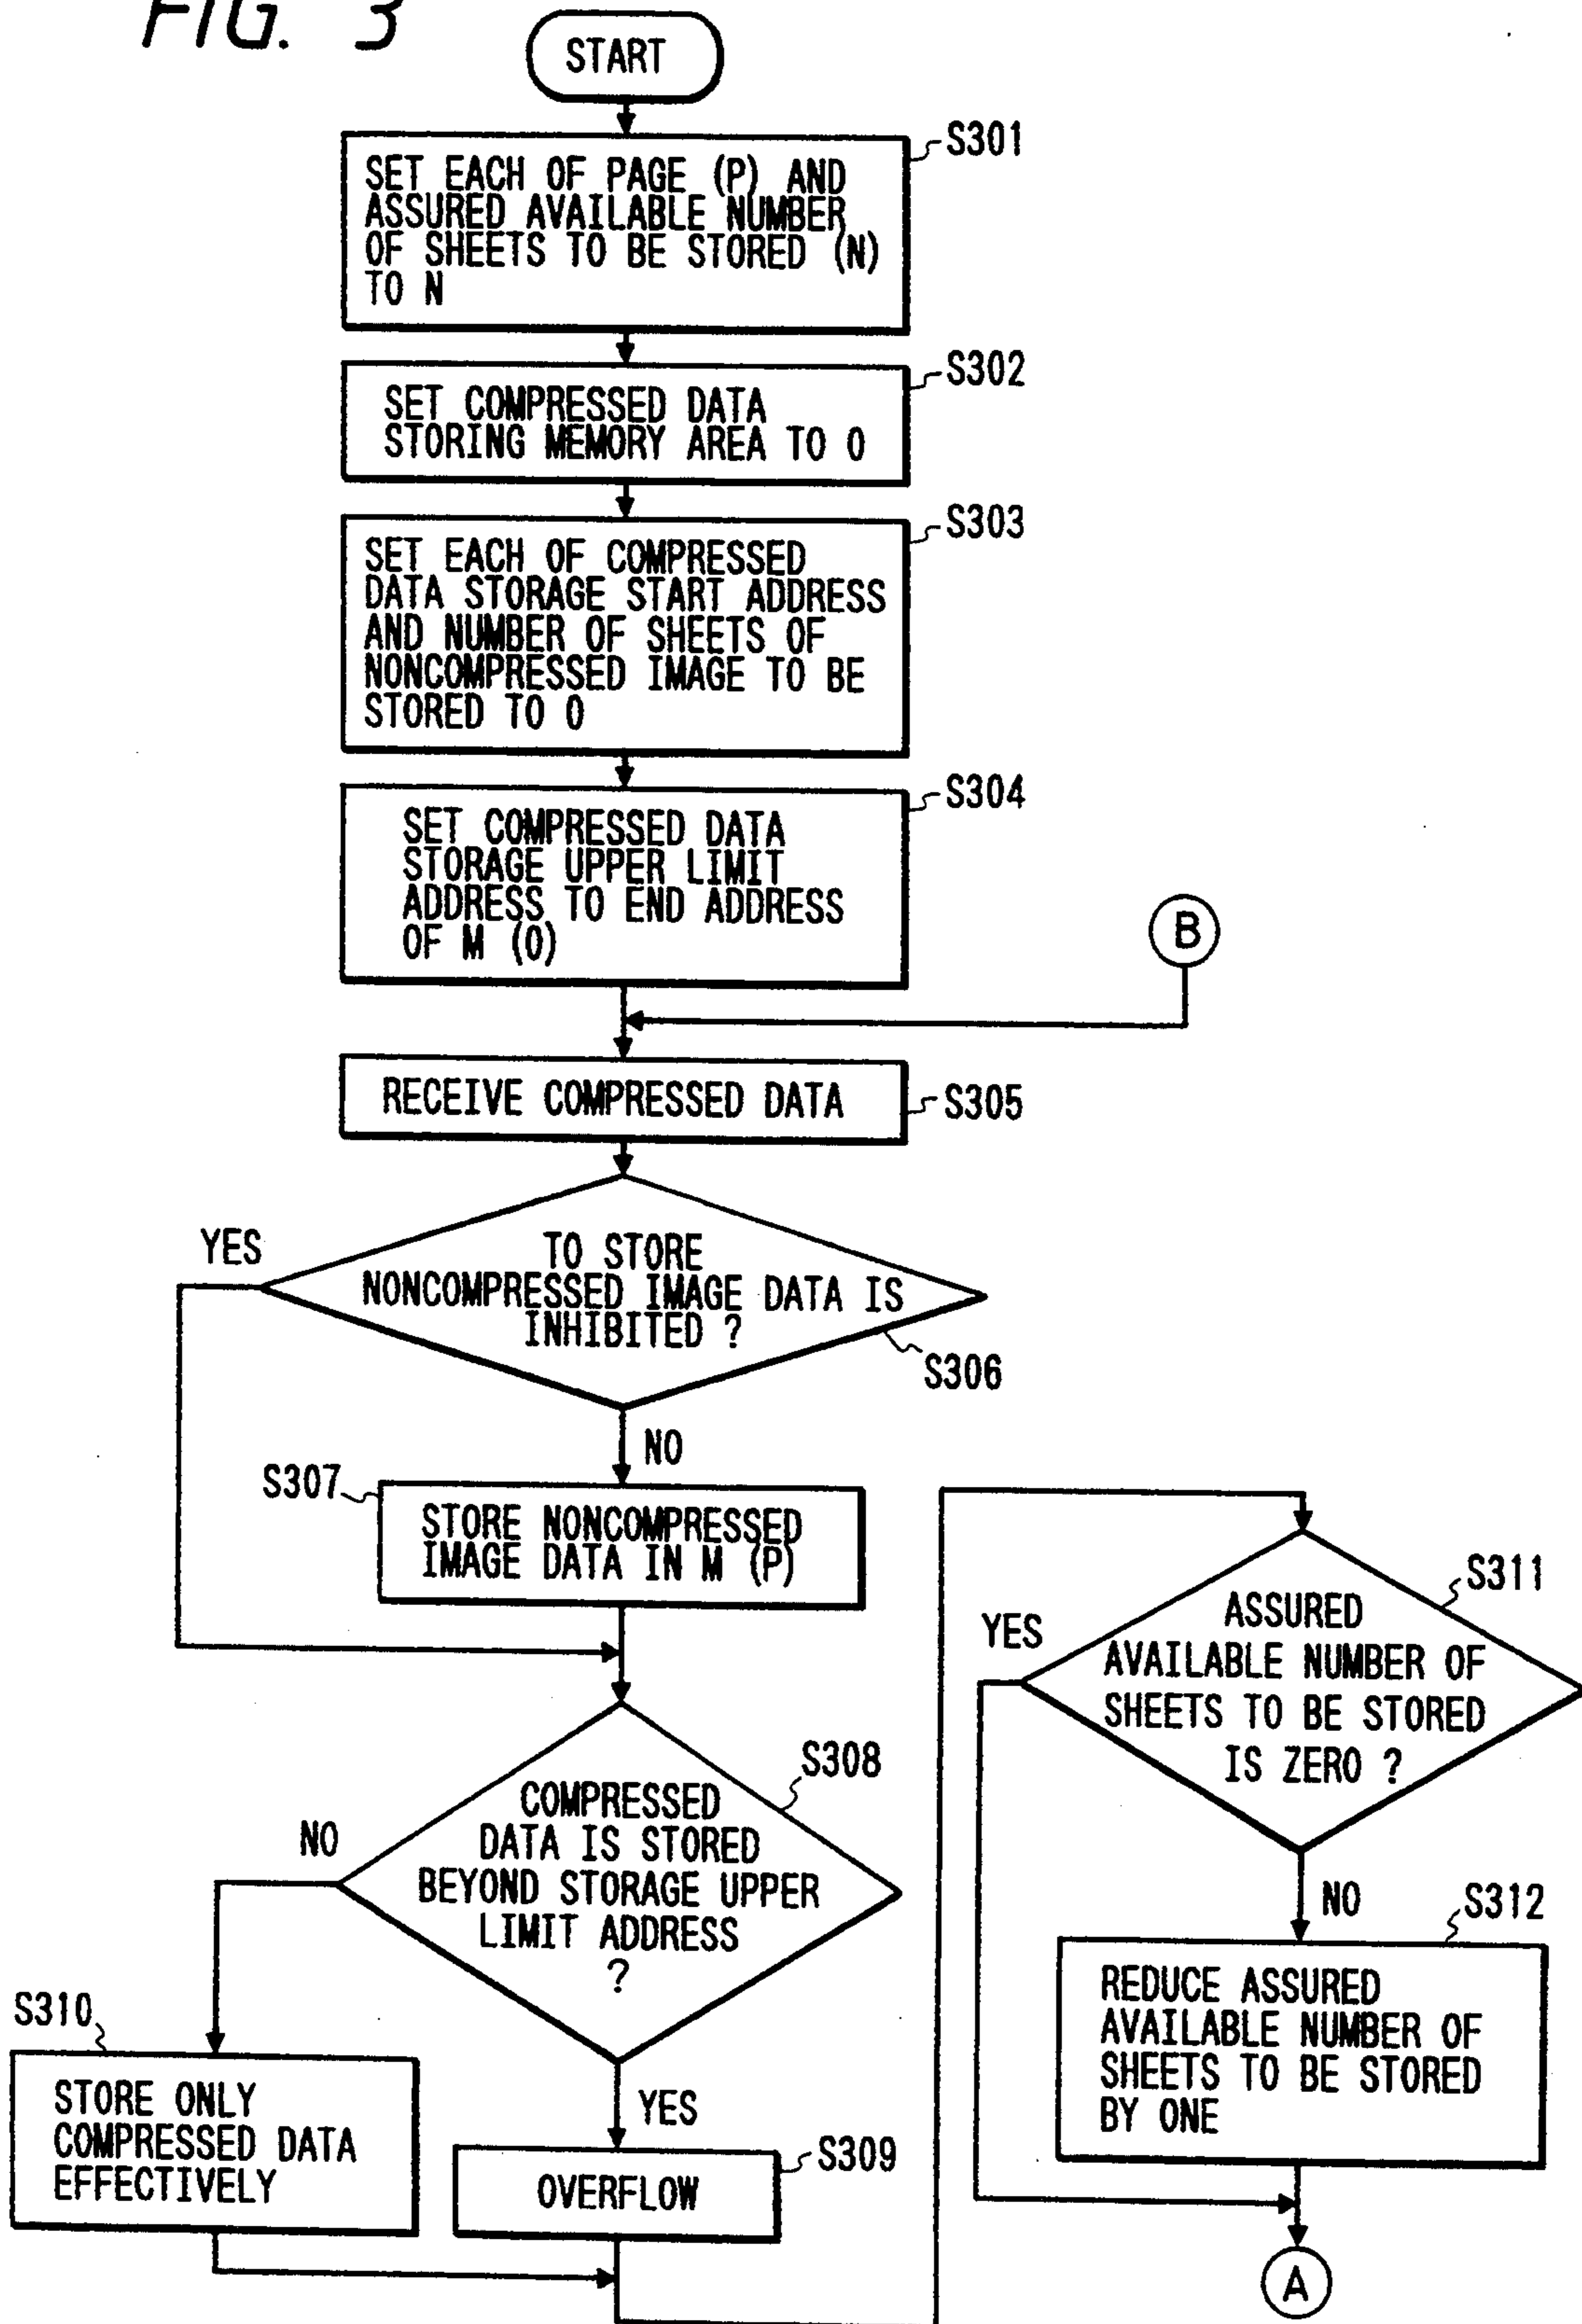 FIG. 3
START
S301
SET EACH OF PAGE (P) AND
ASSURED AVAILABLE NUMBER
OF SHEETS TO BE STORED (N)
TO N
S302
SET COMPRESSED DATA
STORING MEMORY AREA TO 0
S303
SET EACH OF COMPRESSED
DATA STORAGE START ADDRESS
AND NUMBER OF SHEETS OF
NONCOMPRESSED IMAGE TO BE
STORED TO 0
S304
SET COMPRESSED DATA
STORAGE UPPER LIMIT
ADDRESS TO END ADDRESS
OF M (0)
B
RECEIVE COMPRESSED DATA
S305
YES
TO STORE
NONCOMPRESSED IMAGE DATA IS
INHIBITED ?
S306
NO
S307
STORE NONCOMPRESSED
IMAGE DATA IN M (P)
S308
COMPRESSED
DATA IS STORED
BEYOND STORAGE UPPER
LIMIT ADDRESS
?
NO
YES
S310
STORE ONLY
COMPRESSED DATA
EFFECTIVELY
S309
OVERFLOW
S311
YES
ASSURED
AVAILABLE NUMBER OF
SHEETS TO BE STORED
IS ZERO ?
NO
S312
REDUCE ASSURED
AVAILABLE NUMBER OF
SHEETS TO BE STORED
BY ONE
A